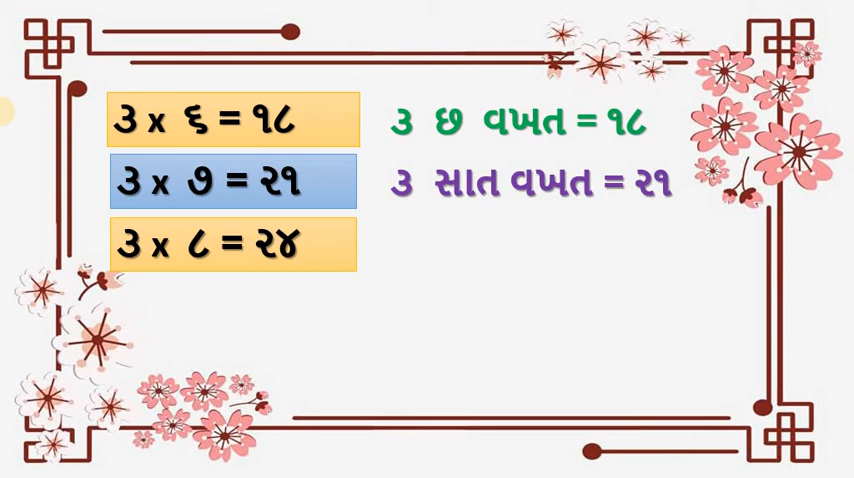 ૩ x ૬ = ૧૮
૩ છ વખત = ૧૮
૩ x ૭ = ૨૧
૩ સાત વખત = ૨૧
૩ x ૮ = ૨૪